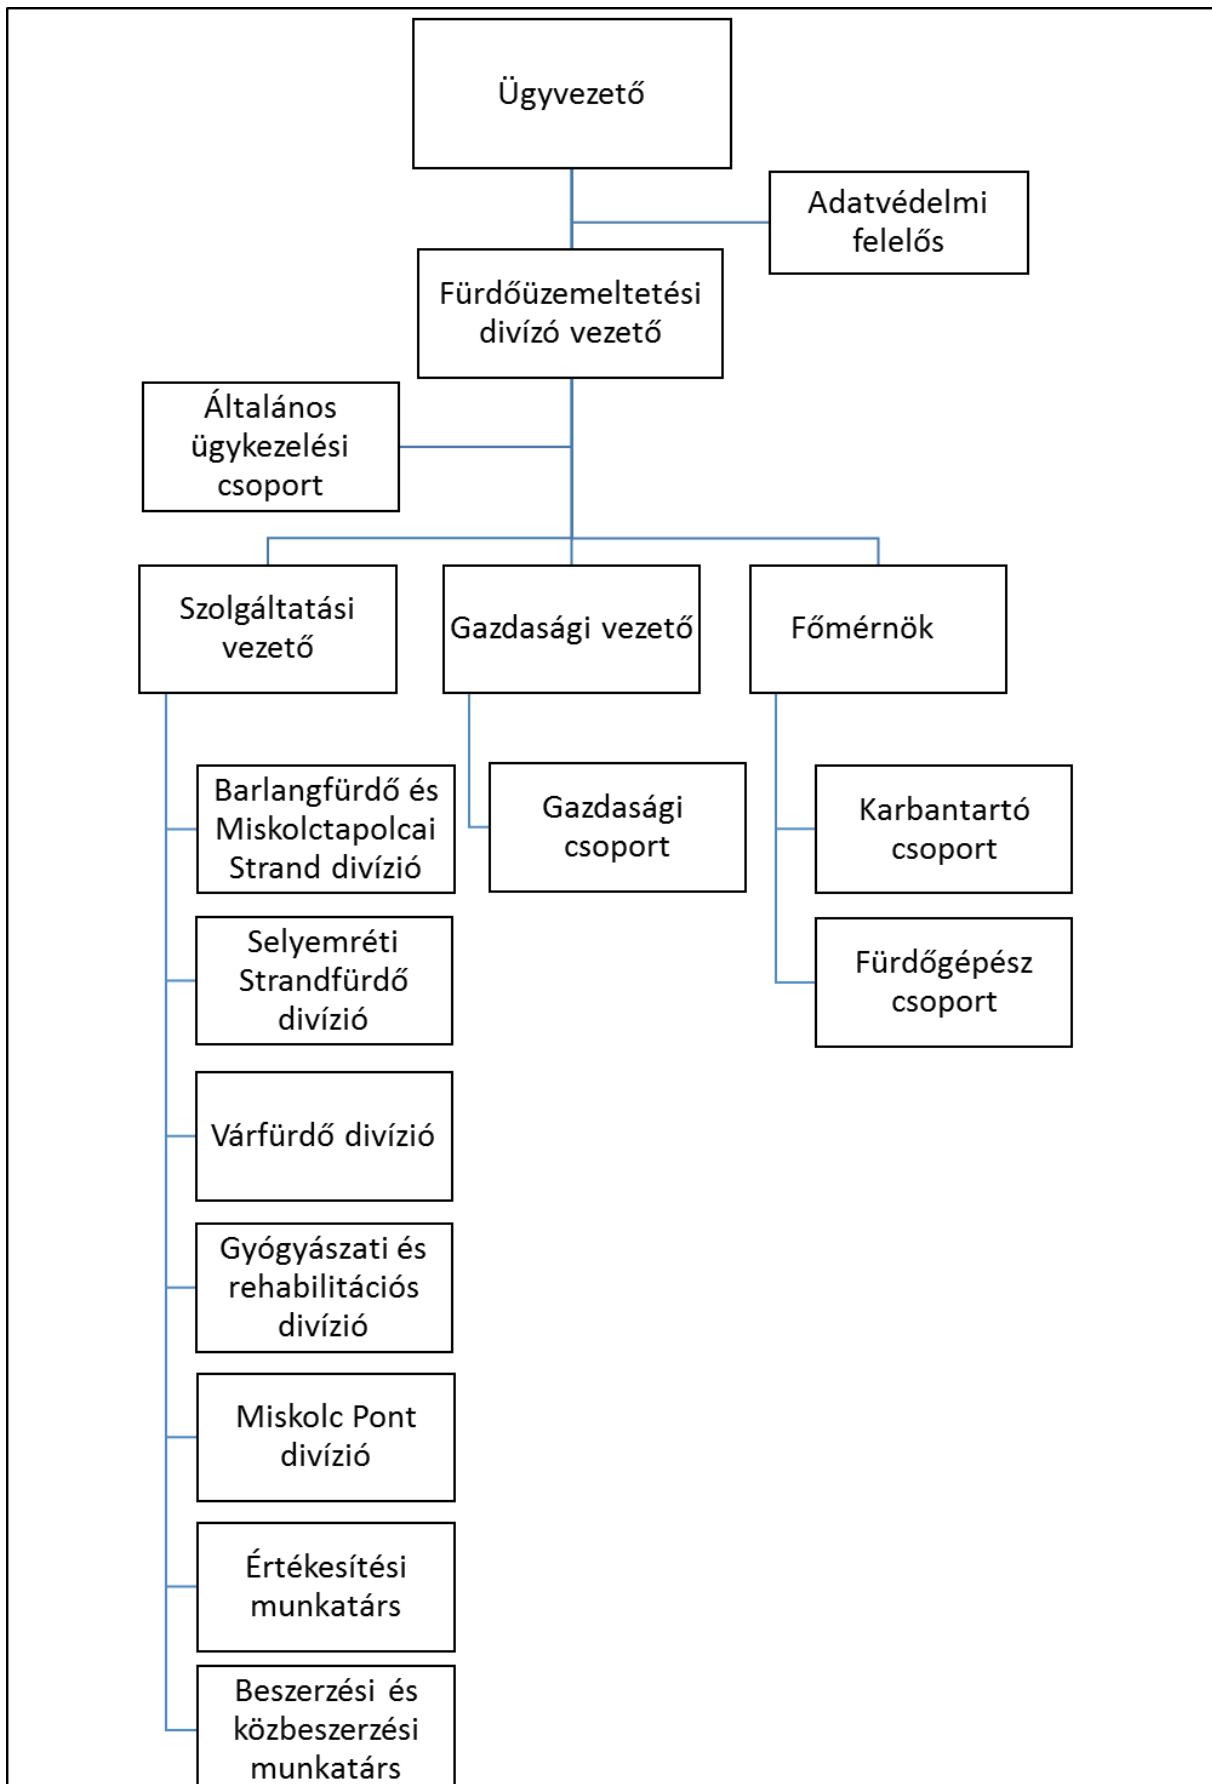 Ügyvezető
Adatvédelmi
felelős
Fürdőüzemeltetési
divízó vezető
Általános
ügykezelési
csoport
Szolgáltatási
vezető
Gazdasági vezető
Főmérnök
Barlangfürdő és
Miskolctapolcai
Strand divízió
Selyemréti
Strandfürdő
divízió
Várfürdő divízió
Gyógyászati és
rehabilitációs
divízió
Miskolc Pont
divízió
Értékesítési
munkatárs
Beszerzési és
közbeszerzési
munkatárs
Gazdasági
csoport
Karbantartó
csoport
Fürdőgépész
csoport